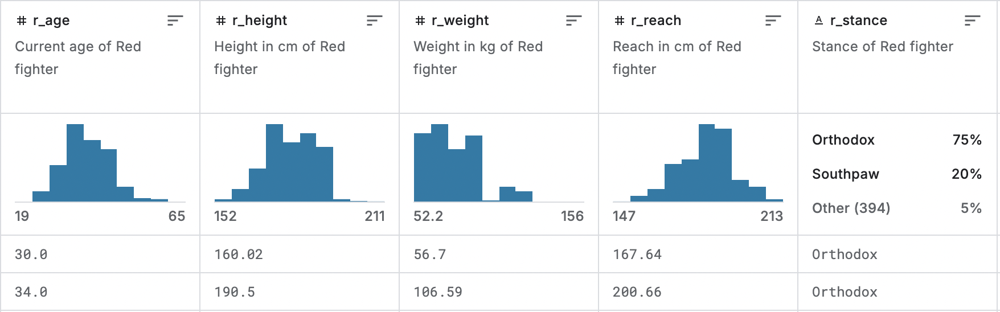 # r_age
Current age of Red
fighter
# r_height
Height in cm of Red
fighter
# r_weight
Weight in kg of Red
fighter
# r_reach
Reach in cm of Red
fighter
A r_stance
Stance of Red fighter
19 65
152 211
52.2 156
147 213
Orthodox 75%
Southpaw 20%
Other (394) 5%
30.0 160.02 56.7 167.64 Orthodox
34.0 190.5 106.59 200.66 Orthodox